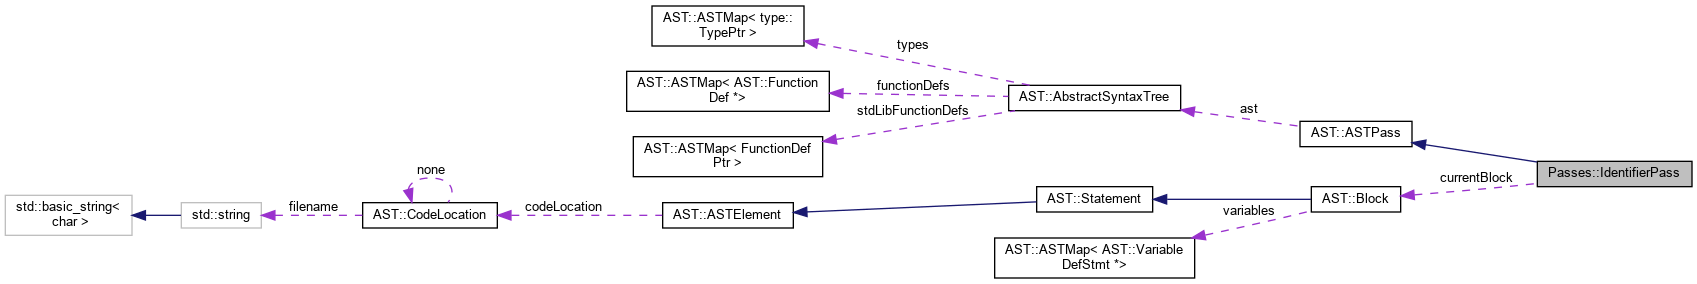 AST::ASTMap< type::
TypePtr >
types
AST::ASTMap< AST::Function
Def *>
functionDefs
AST::AbstractSyntaxTree
stdLibFunctionDefs
ast
AST::ASTPass
AST::ASTMap< FunctionDef
Ptr >
Passes::IdentifierPass
none
currentBlock
std::basic_string<
char >
std::string
filename
AST::CodeLocation
codeLocation
AST::ASTElement
AST::Statement
AST::Block
variables
AST::ASTMap< AST::Variable
DefStmt *>